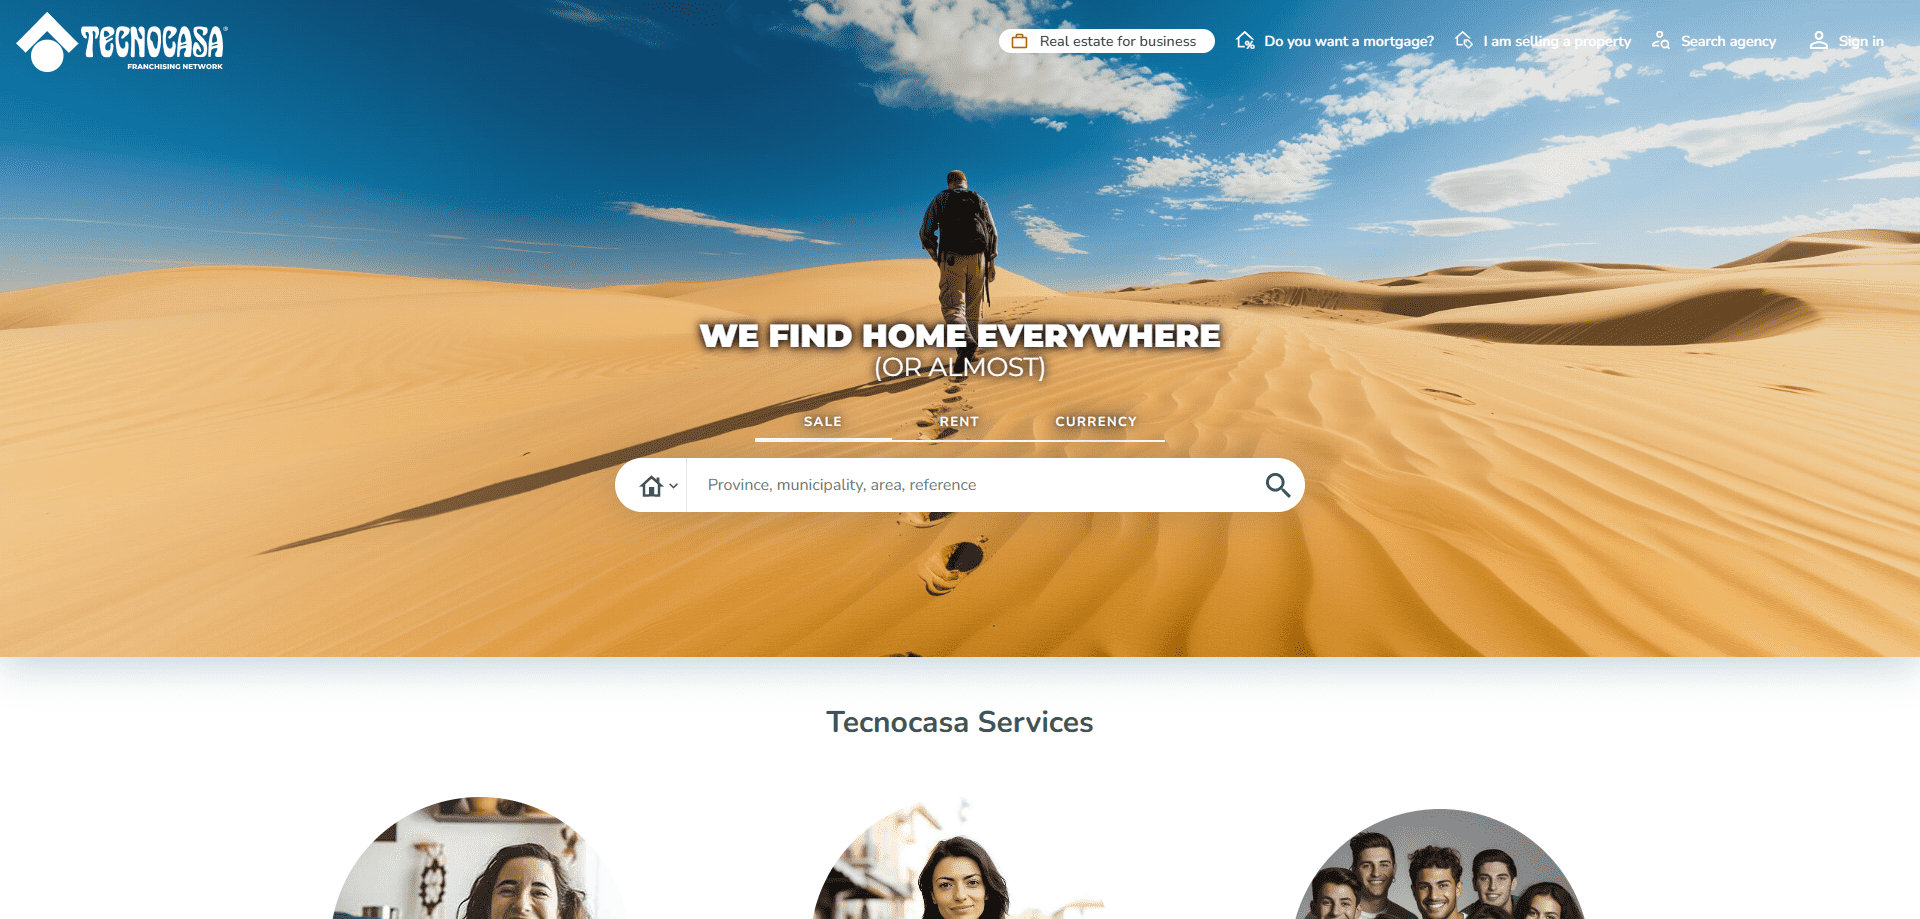 TECNOCASA®
FRANCHISING NETWORK
Real estate for business
Do you want a mortgage?
I am selling a property
Search agency
Sign in
WE FIND HOME EVERYWHERE
(OR ALMOST)
SALE
RENT
CURRENCY
Province, municipality, area, reference
Tecnocasa Services